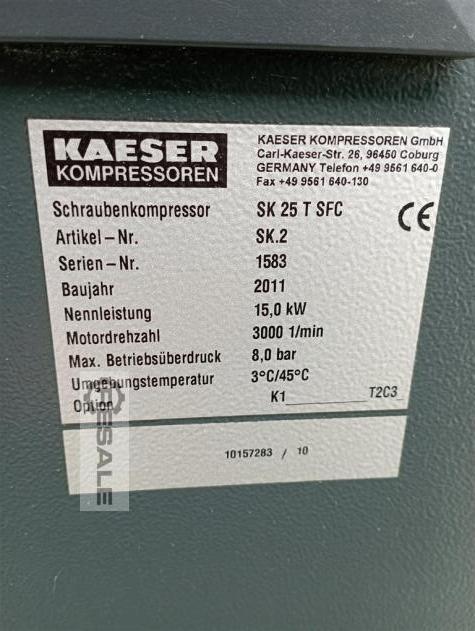 KAESER
KOMPRESSOREN
KAESER KOMPRESSOREN GmbH
Carl-Kaeser-Str. 26, 96450 Coburg
GERMANY Telefon +49 9561 640-0
Fax +49 9561 640-130
CE
Schraubenkompressor SK 25 T SFC
Artikel-Nr. SK.2
Serien-Nr. 1583
Baujahr 2011
Nennleistung 15,0 kW
Motordrehzahl 3000 1/min
Max. Betriebsüberdruck 8,0 bar
Umgebungstemperatur 3°C/45°C
Option K1 T2C3
10157283 / 10
RESALE